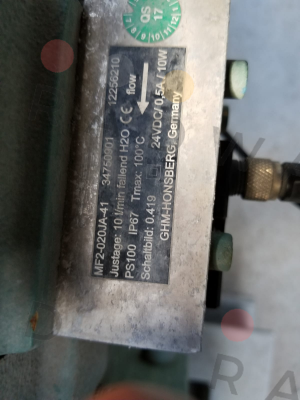 QS
17
MF2-020JA-41 34750901 12256210
Justage: 10 l/min fallend H2O CE flow
PS100 IP67 Tmax: 100°C
Schaltbild: 0.419 24VDC/0,5A/10W
GHM-HONSBERG, Germany